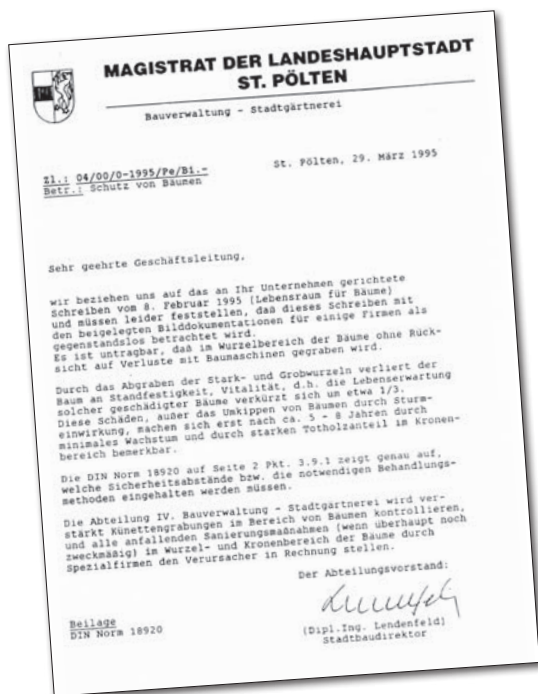 MAGISTRAT DER LANDESHAUPTSTADT
ST. PÖLTEN
Bauverwaltung - Stadtgärtnerei
St. Pölten, 29. März 1995
Zl.: 04/00/0-1995/Pe/Bi.-
Betr.: Schutz von Bäumen
Sehr geehrte Geschäftsleitung,
wir beziehen uns auf das an Ihr Unternehmen gerichtete
Schreiben vom 8. Februar 1995 (Lebensraum für Bäume)
und müssen leider feststellen, daß dieses Schreiben mit
den beigelegten Bilddokumentationen für einige Firmen als
gegenstandslos betrachtet wird.
Es ist untragbar, daß im Wurzelbereich der Bäume ohne Rück-
sicht auf Verluste mit Baumaschinen gegraben wird.
Durch das Abgraben der Stark- und Grobwurzeln verliert der
Baum an Standfestigkeit, Vitalität, d.h. die Lebenserwartung
solcher geschädigter Bäume verkürzt sich um etwa 1/3.
Diese Schäden, außer das Umkippen von Bäumen durch Sturm-
einwirkung, machen sich erst nach ca. 5 - 8 Jahren durch
minimales Wachstum und durch starken Totholzanteil im Kronen-
bereich bemerkbar.
Die DIN Norm 18920 auf Seite 2 Pkt. 3.9.1 zeigt genau auf,
welche Sicherheitsabstände bzw. die notwendigen Behandlungs-
methoden eingehalten werden müssen.
Die Abteilung IV. Bauverwaltung - Stadtgärtnerei wird ver-
stärkt Künettengrabungen im Bereich von Bäumen kontrollieren,
und alle anfallenden Sanierungsmaßnahmen (wenn überhaupt noch
zweckmäßig) im Wurzel- und Kronenbereich der Bäume durch
Spezialfirmen den Verursacher in Rechnung stellen.
Der Abteilungsvorstand:
(Dipl.Ing. Lendenfeld)
Stadtbaudirektor
Beilage
DIN Norm 18920